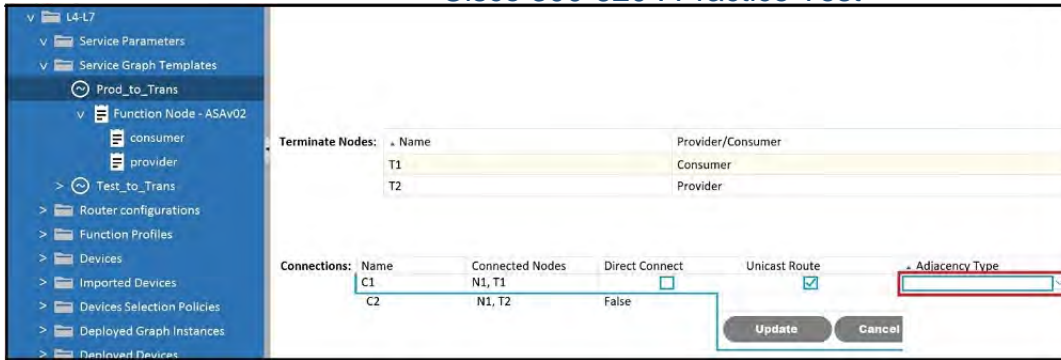 L4-L7
Service Parameters
Service Graph Templates
Prod_to_Trans
Function Node - ASAv02
consumer
provider
Test_to_Trans
Router configurations
Function Profiles
Devices
Imported Devices
Devices Selection Policies
Deployed Graph Instances
Deployed Devices
Terminate Nodes: Name Provider/Consumer
T1 Consumer
T2 Provider
Connections: Name Connected Nodes Direct Connect Unicast Route Adjacency Type
C1 N1, T1
C2 N1, T2 False
Update Cancel